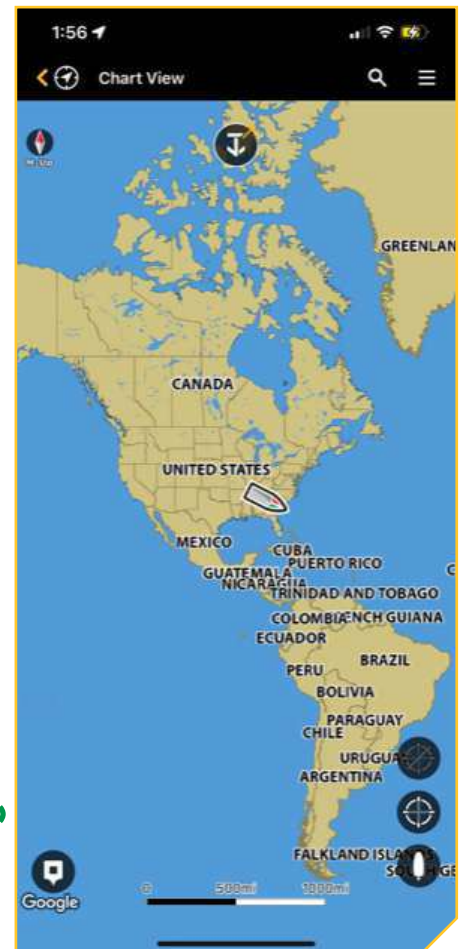 1:56
Chart View
GREENLAN
CANADA
UNITED STATES
MEXICO
CUBA
PUERTO RICO
GUATEMALA
NICARAGUA
TRINIDAD AND TOBAGO
COLOMBIA
ENCH GUIANA
ECUADOR
BRAZIL
PERU
BOLIVIA
PARAGUAY
CHILE
URUGUA
ARGENTINA
FALKLAND ISLANDS
Google
0 500mi 1000mi